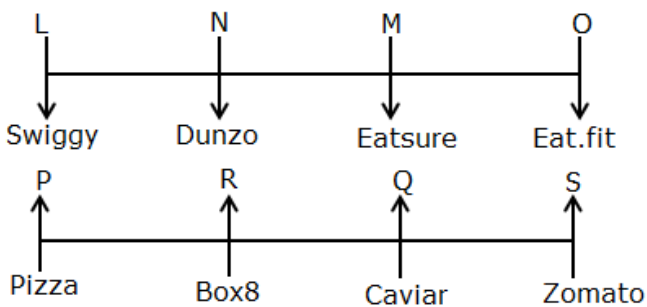 L N M O
Swiggy Dunzo Eatsure Eat.fit
P R Q S
Pizza Box8 Caviar Zomato